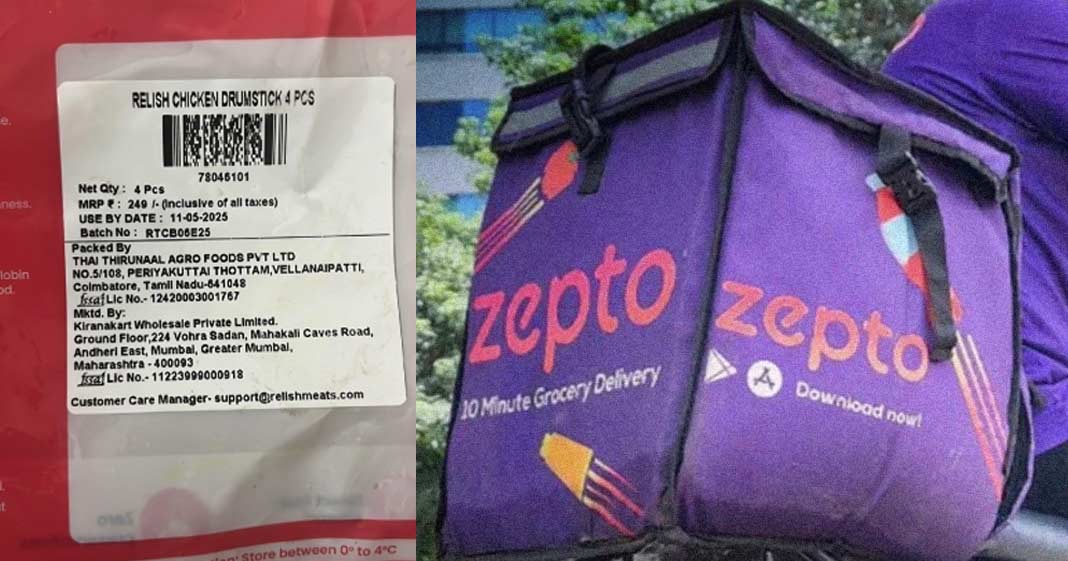 RELISH CHICKEN DRUMSTICK 4 PCS
78046101
Net Qty : 4 Pcs
MRP ₹ : 249 /- (Inclusive of all taxes)
USE BY DATE : 11-05-2025
Batch No : RTCB06E25
Packed By
THAI THIRUNAAL AGRO FOODS PVT LTD
NO.5/108, PERIYAKUTTAI THOTTAM,VELLANAIPATTI,
Coimbatore, Tamil Nadu-641048
fssai Lic No.- 12420003001767
Mktd. By:
Kiranakart Wholesale Private Limited.
Ground Floor,224 Vohra Sadan, Mahakali Caves Road,
Andheri East, Mumbai, Greater Mumbai,
Maharashtra - 400093
fssai Lic No.- 11223999000918
Customer Care Manager- support@relishmeats.com
Store between 0° to 4°C
zepto
10 Minute Grocery Delivery
zepto
Download now!